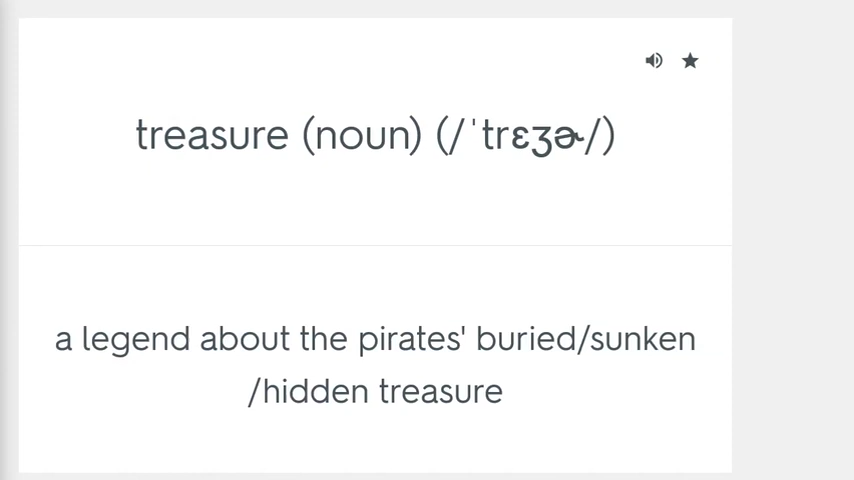 treasure (noun) (/ˈtrɛʒɚ/)
a legend about the pirates' buried/sunken
/hidden treasure